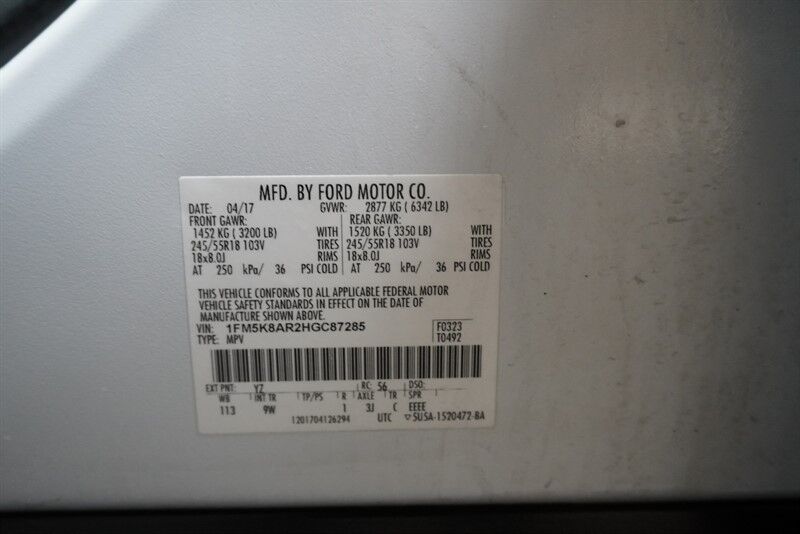 MFD. BY FORD MOTOR CO.
DATE: 04/17 GVWR: 2877 KG ( 6342 LB)
FRONT GAWR: REAR GAWR:
1452 KG ( 3200 LB) WITH 1520 KG ( 3350 LB) WITH
245/55R18 103V TIRES 245/55R18 103V TIRES
18x8.0J RIMS 18x8.0J RIMS
AT 250 kPa/ 36 PSI COLD AT 250 kPa/ 36 PSI COLD
THIS VEHICLE CONFORMS TO ALL APPLICABLE FEDERAL MOTOR
VEHICLE SAFETY STANDARDS IN EFFECT ON THE DATE OF
MANUFACTURE SHOWN ABOVE.
VIN: 1FM5K8AR2HGC87285 F0323
TYPE: MPV T0492
EXT PNT: YZ RC: 56 DSO:
WB INT TR TP/PS R AXLE TR SPR
113 9W 1 3J C EEEE
1201704126294 UTC ▽SUSA-1520472-BA